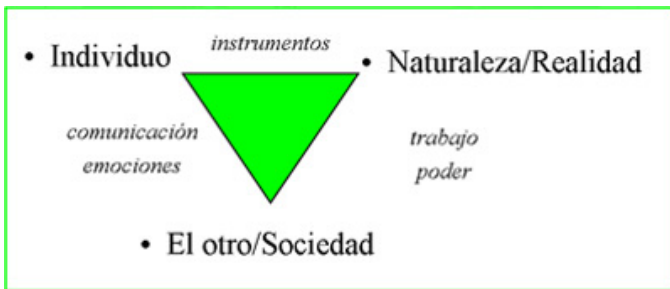 • Individuo
instrumentos
• Naturaleza/Realidad
comunicación
emociones
trabajo
poder
• El otro/Sociedad